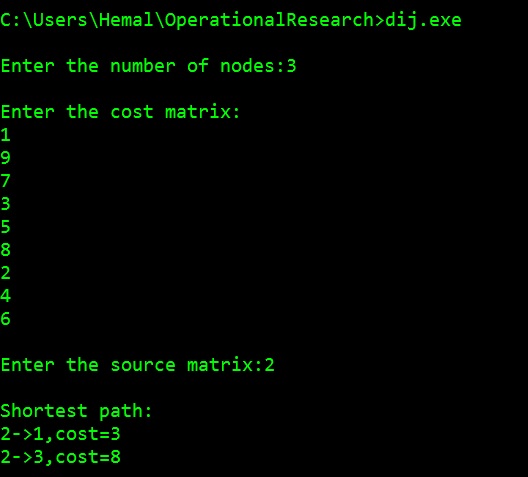 C:\Users\Hemal\OperationalResearch>dij.exe
Enter the number of nodes:3
Enter the cost matrix:
1
9
7
3
5
8
2
4
6
Enter the source matrix:2
Shortest path:
2->1,cost=3
2->3,cost=8